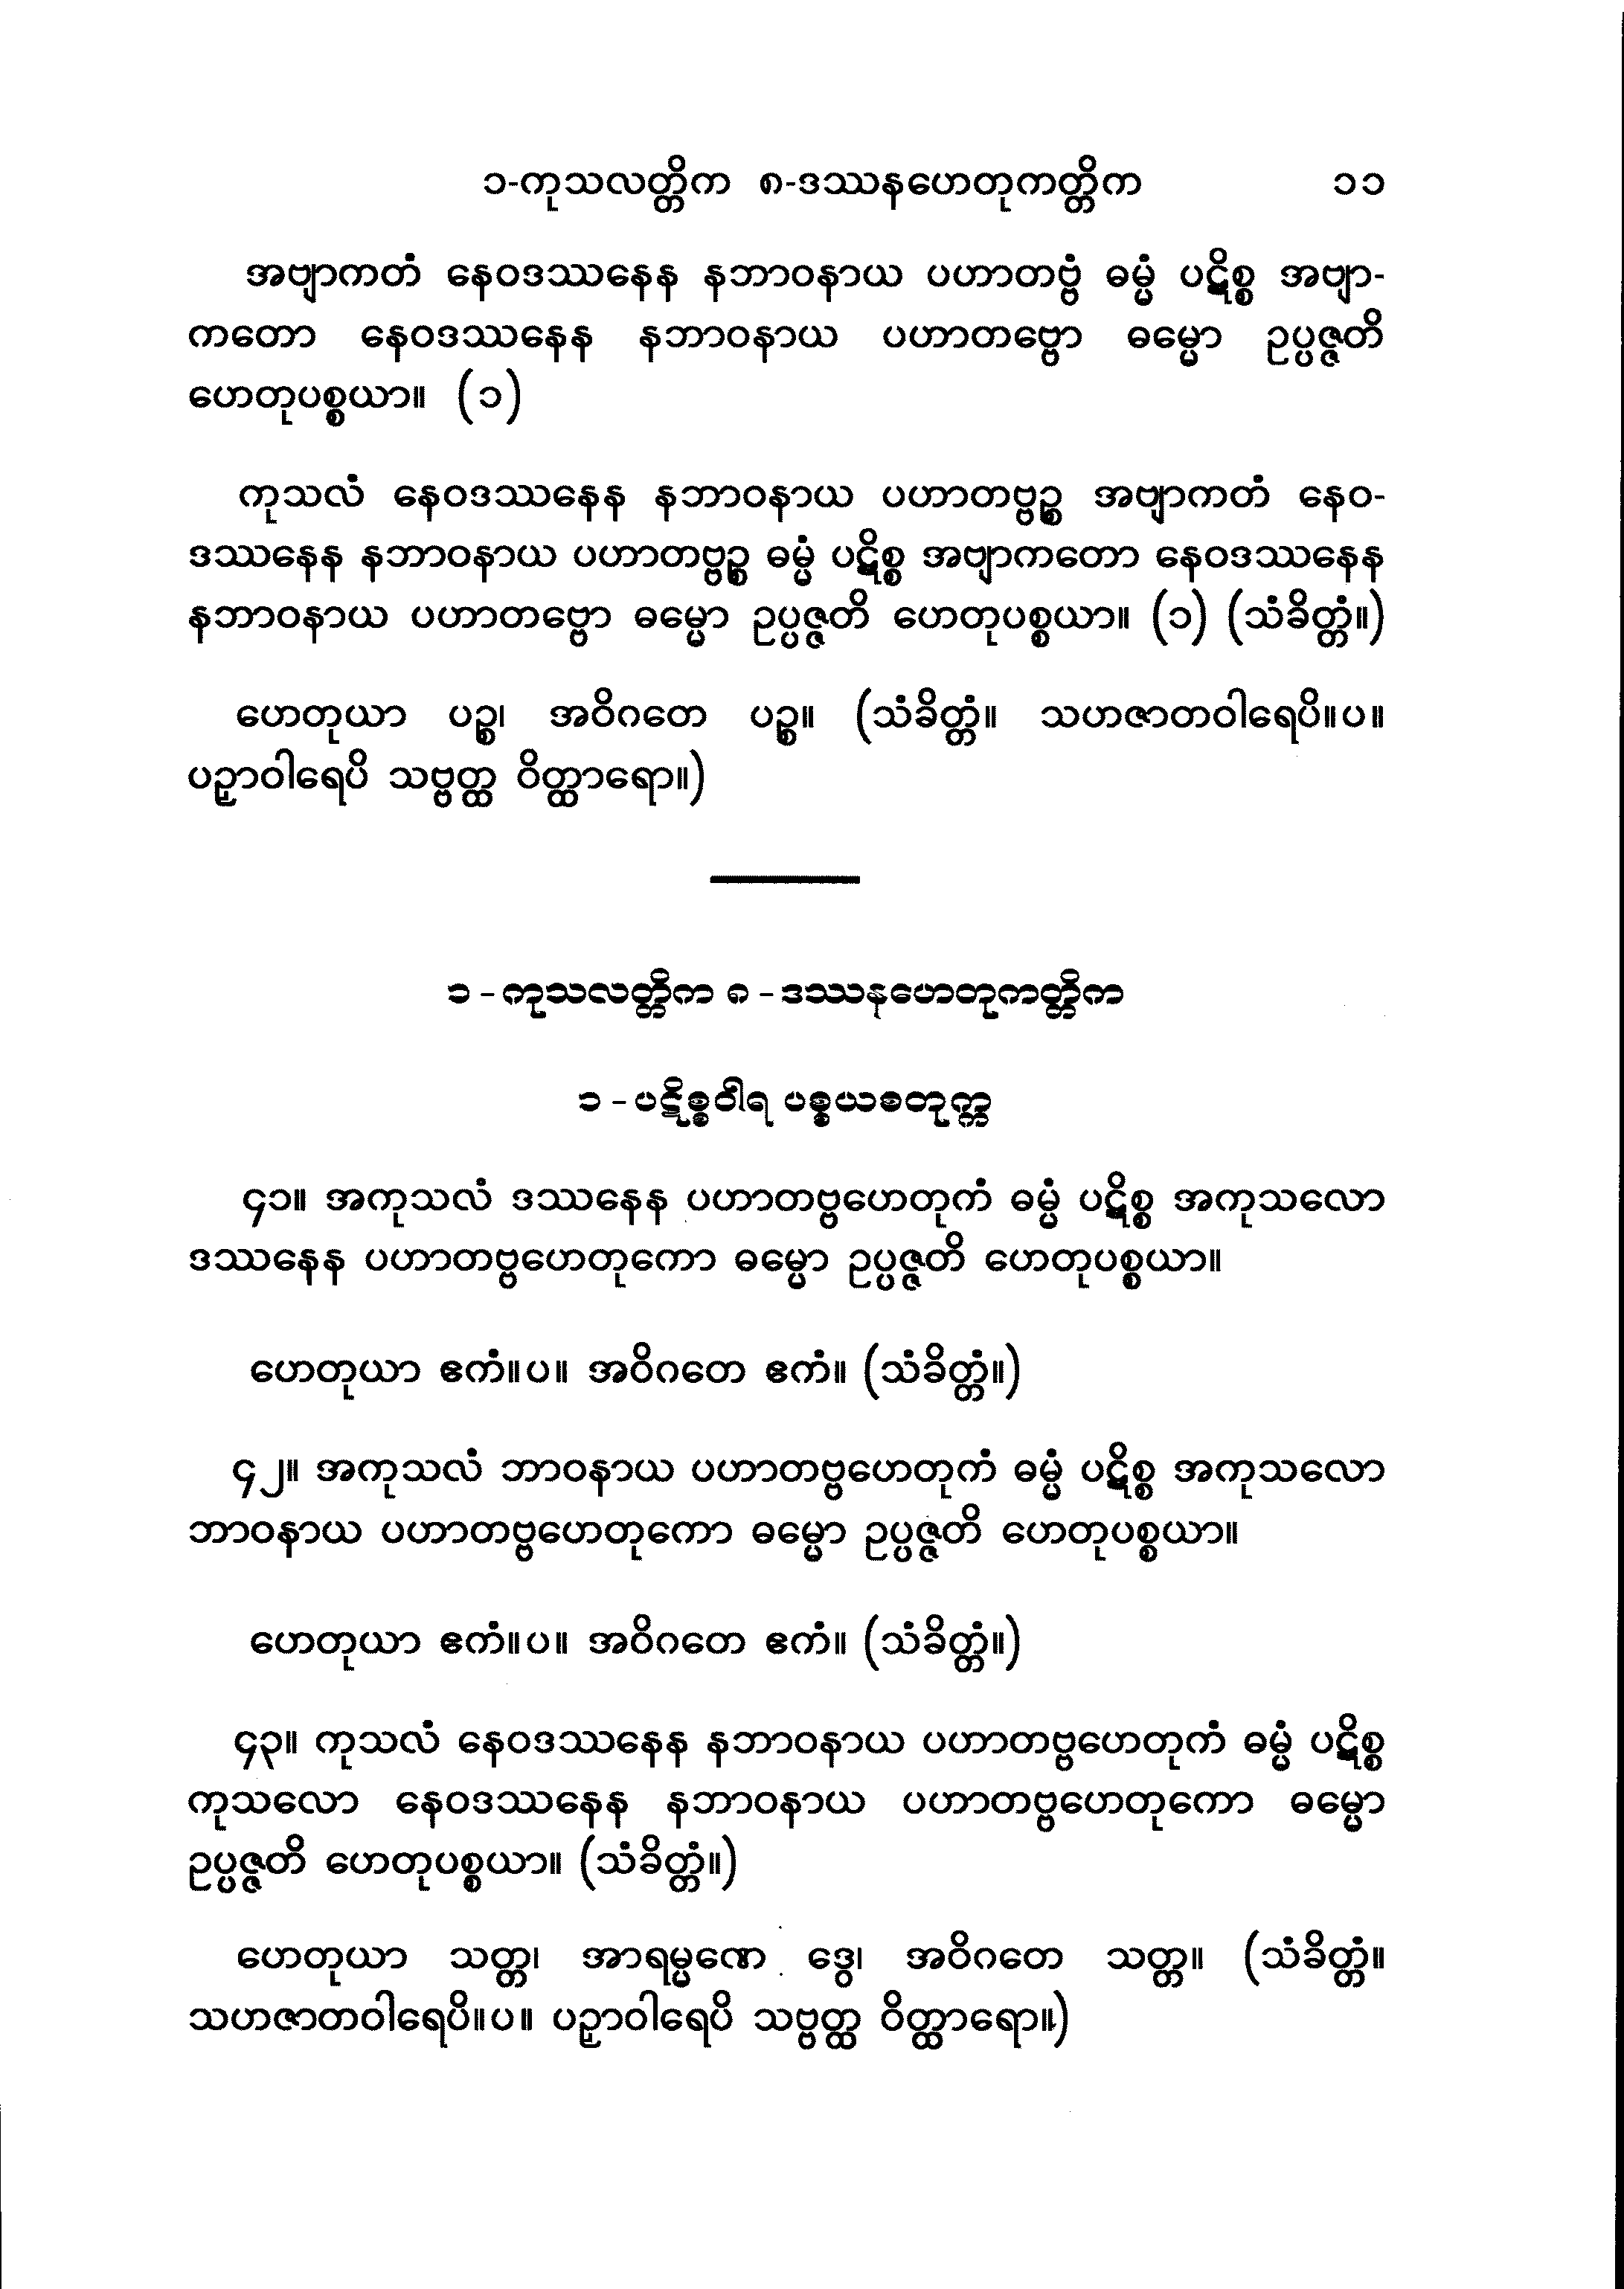 ၁-ကုသလတ္တိက ၈-ဒဿနဟေတုကတ္တိက ၁၁
အဗျာကတံ နေဝဒဿနေန နဘာဝနာယ ပဟာတဗ္ဗံ ဓမ္မံ ပဋိစ္စ အဗျာ-
ကတော နေဝဒဿနေန နဘာဝနာယ ပဟာတဗ္ဗော ဓမ္မော ဥပ္ပဇ္ဇတိ
ဟေတုပစ္စယာ။ (၁)
ကုသလံ နေဝဒဿနေန နဘာဝနာယ ပဟာတဗ္ဗဉ္စ အဗျာကတံ နေဝ-
ဒဿနေန နဘာဝနာယ ပဟာတဗ္ဗဉ္စ ဓမ္မံ ပဋိစ္စ အဗျာကတော နေဝဒဿနေန
နဘာဝနာယ ပဟာတဗ္ဗော ဓမ္မော ဥပ္ပဇ္ဇတိ ဟေတုပစ္စယာ။ (၁) (သံခိတ္တံ။)
ဟေတုယာ ပဉ္စ၊ အဝိဂတေ ပဉ္စ။ (သံခိတ္တံ။ သဟဇာတဝါရေပိ။ပ။
ပဉှာဝါရေပိ သဗ္ဗတ္ထ ဝိတ္ထာရော။)
၁ - ကုသလတ္တိက ၈ - ဒဿနဟေတုကတ္တိက
၁ - ပဋိစ္စဝါရ ပစ္စယစတုက္က
၄၁။ အကုသလံ ဒဿနေန ပဟာတဗ္ဗဟေတုကံ ဓမ္မံ ပဋိစ္စ အကုသလော
ဒဿနေန ပဟာတဗ္ဗဟေတုကော ဓမ္မော ဥပ္ပဇ္ဇတိ ဟေတုပစ္စယာ။
ဟေတုယာ ဧကံ။ပ။ အဝိဂတေ ဧကံ။ (သံခိတ္တံ။)
၄၂။ အကုသလံ ဘာဝနာယ ပဟာတဗ္ဗဟေတုကံ ဓမ္မံ ပဋိစ္စ အကုသလော
ဘာဝနာယ ပဟာတဗ္ဗဟေတုကော ဓမ္မော ဥပ္ပဇ္ဇတိ ဟေတုပစ္စယာ။
ဟေတုယာ ဧကံ။ပ။ အဝိဂတေ ဧကံ။ (သံခိတ္တံ။)
၄၃။ ကုသလံ နေဝဒဿနေန နဘာဝနာယ ပဟာတဗ္ဗဟေတုကံ ဓမ္မံ ပဋိစ္စ
ကုသလော နေဝဒဿနေန နဘာဝနာယ ပဟာတဗ္ဗဟေတုကော ဓမ္မော
ဥပ္ပဇ္ဇတိ ဟေတုပစ္စယာ။ (သံခိတ္တံ။)
ဟေတုယာ သတ္တ၊ အာရမ္မဏေ ဒွေ၊ အဝိဂတေ သတ္တ။ (သံခိတ္တံ။
သဟဇာတဝါရေပိ။ပ။ ပဉှာဝါရေပိ သဗ္ဗတ္ထ ဝိတ္ထာရော။)